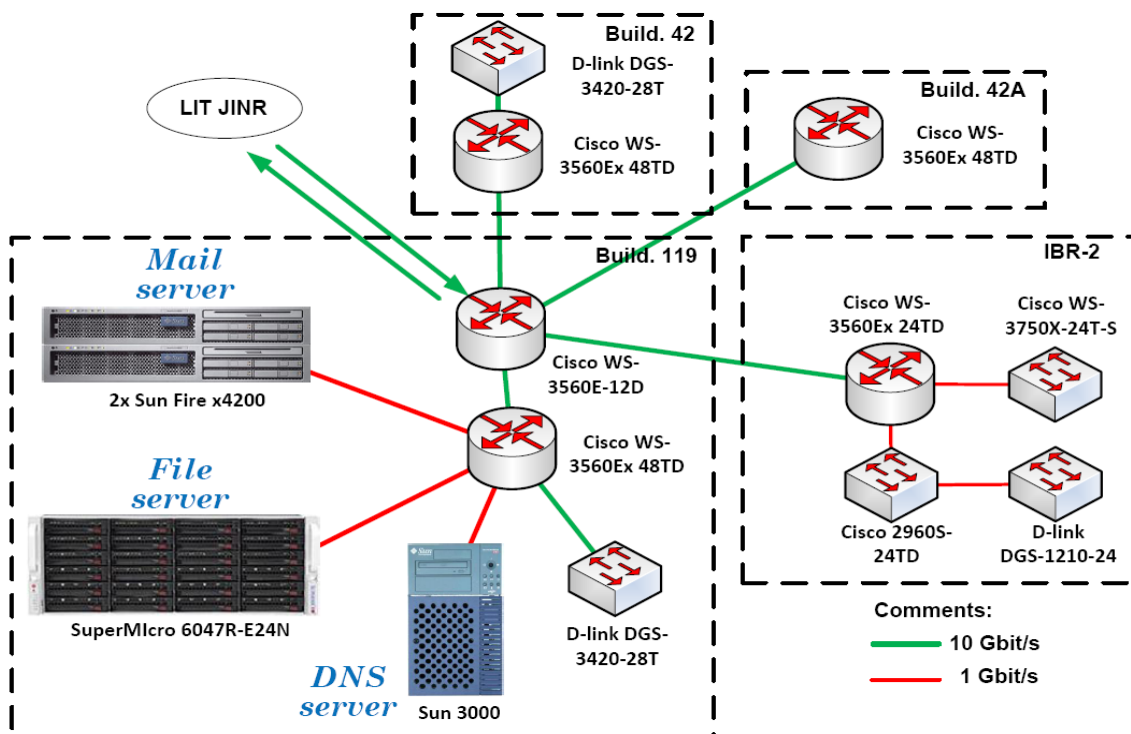 Build. 42
D-link DGS-
3420-28T
Cisco WS-
3560Ex 48TD
LIT JINR
Build. 42A
Cisco WS-
3560Ex 48TD
Build. 119
Mail
server
2x Sun Fire x4200
Cisco WS-
3560E-12D
Cisco WS-
3560Ex 48TD
File
server
SuperMIcro 6047R-E24N
DNS
server
Sun
Sun 3000
D-link DGS-
3420-28T
IBR-2
Cisco WS-
3560Ex 24TD
Cisco WS-
3750X-24T-S
Cisco 2960S-
24TD
D-link
DGS-1210-24
Comments:
10 Gbit/s
1 Gbit/s